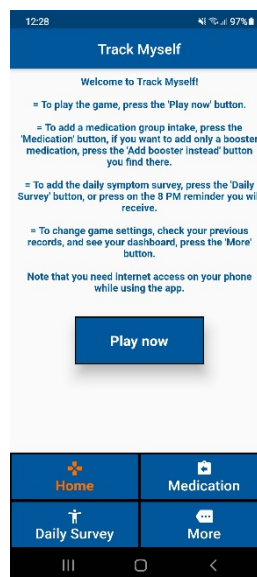 12:28 97%
Track Myself
Welcome to Track Myself!
= To play the game, press the 'Play now' button.
= To add a medication group intake, press the
'Medication' button, if you want to add only a booster
medication, press the 'Add booster instead' button
you find there.
= To add the daily symptom survey, press the 'Daily
Survey' button, or press on the 8 PM reminder you wil
receive.
= To change game settings, check your previous
records, and see your dashboard, press the 'More'
button.
Note that you need internet access on your phone
while using the app.
Play now
Home
Medication
Daily Survey
More